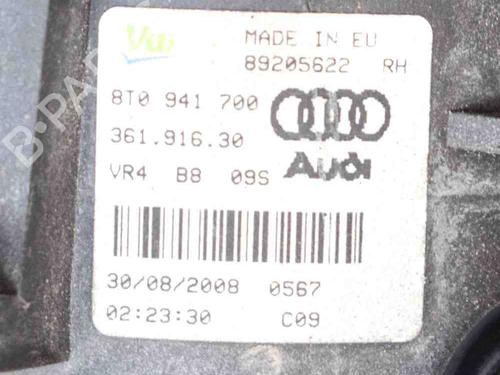 Va
MADE IN EU
89205622 RH
8T0 941 700
361.916.30
VR4 B8 09S
Audi
30/08/2008 0567
02:23:30 C09